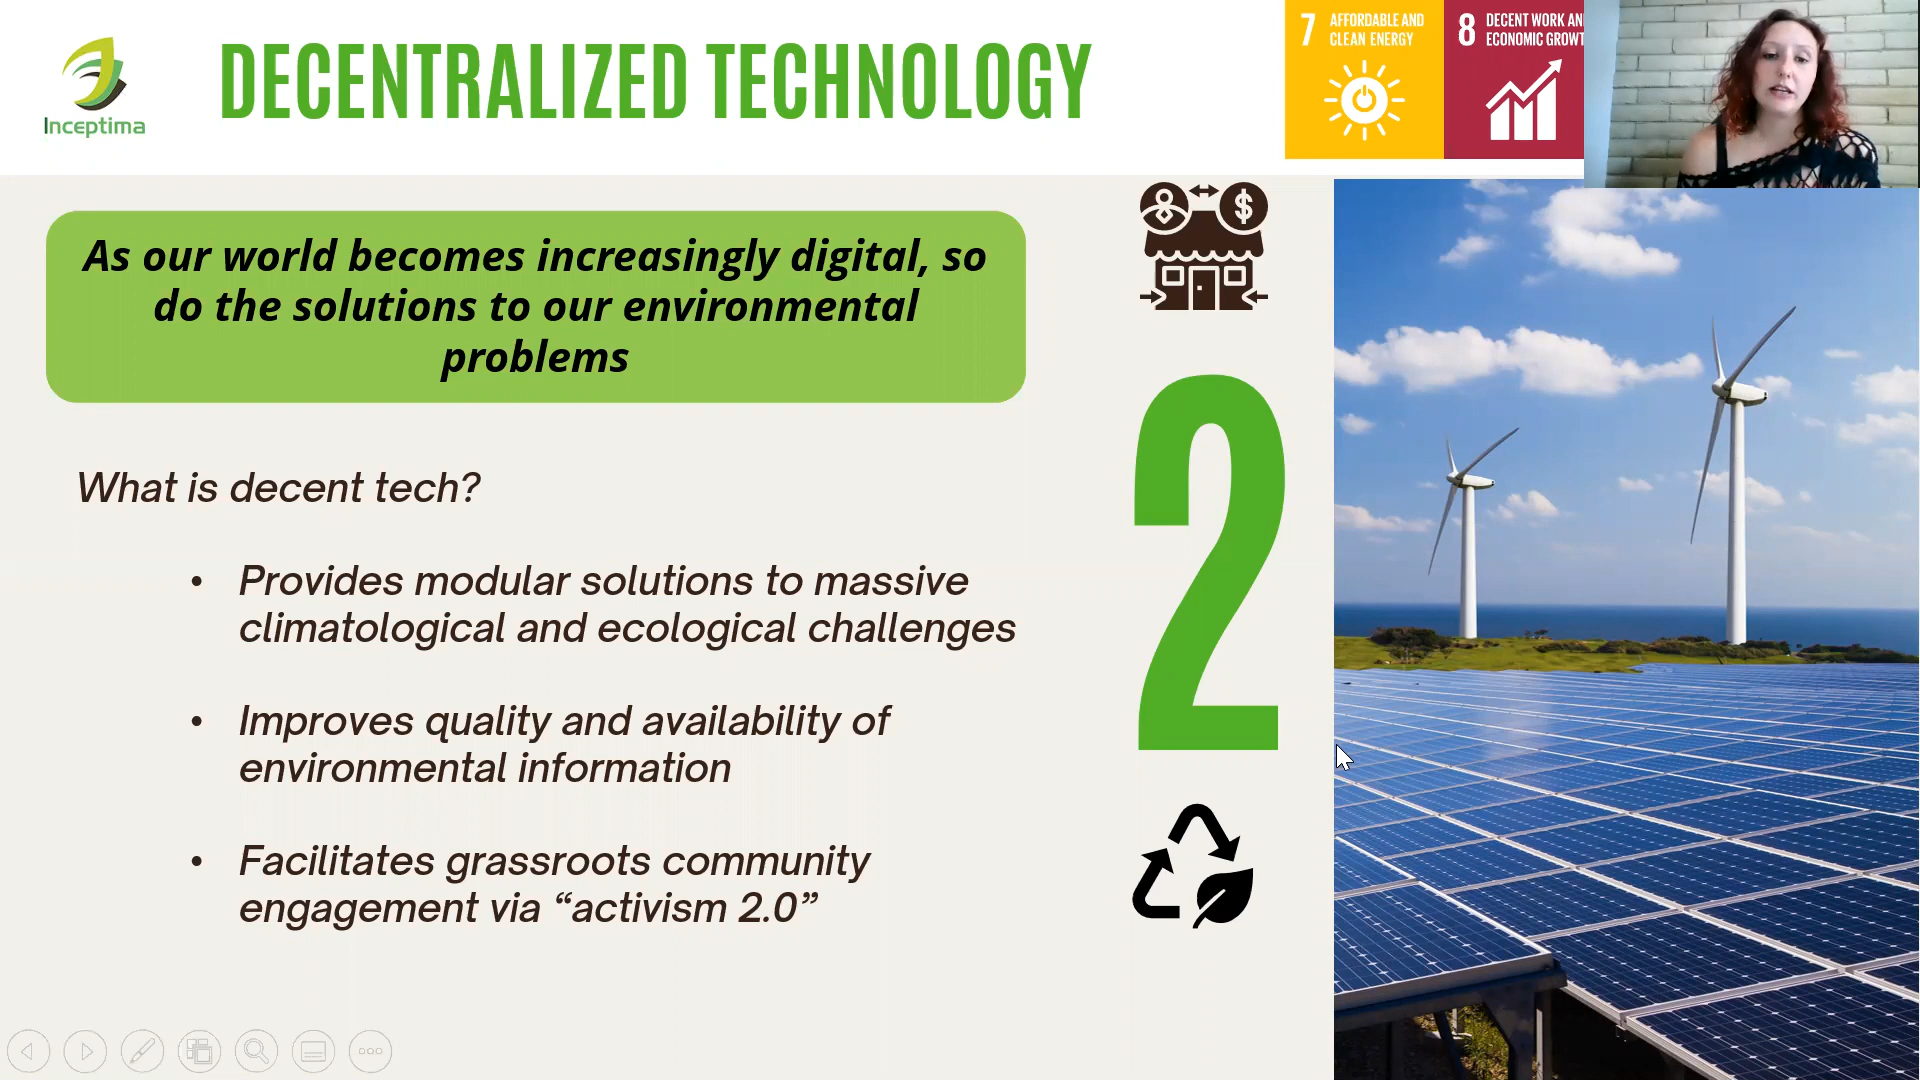 Inceptima
DECENTRALIZED TECHNOLOGY
7 AFFORDABLE AND
CLEAN ENERGY
8 DECENT WORK AN
ECONOMIC GROWT
As our world becomes increasingly digital, so
do the solutions to our environmental
problems
$
2
What is decent tech?
• Provides modular solutions to massive
climatological and ecological challenges
• Improves quality and availability of
environmental information
• Facilitates grassroots community
engagement via “activism 2.0”